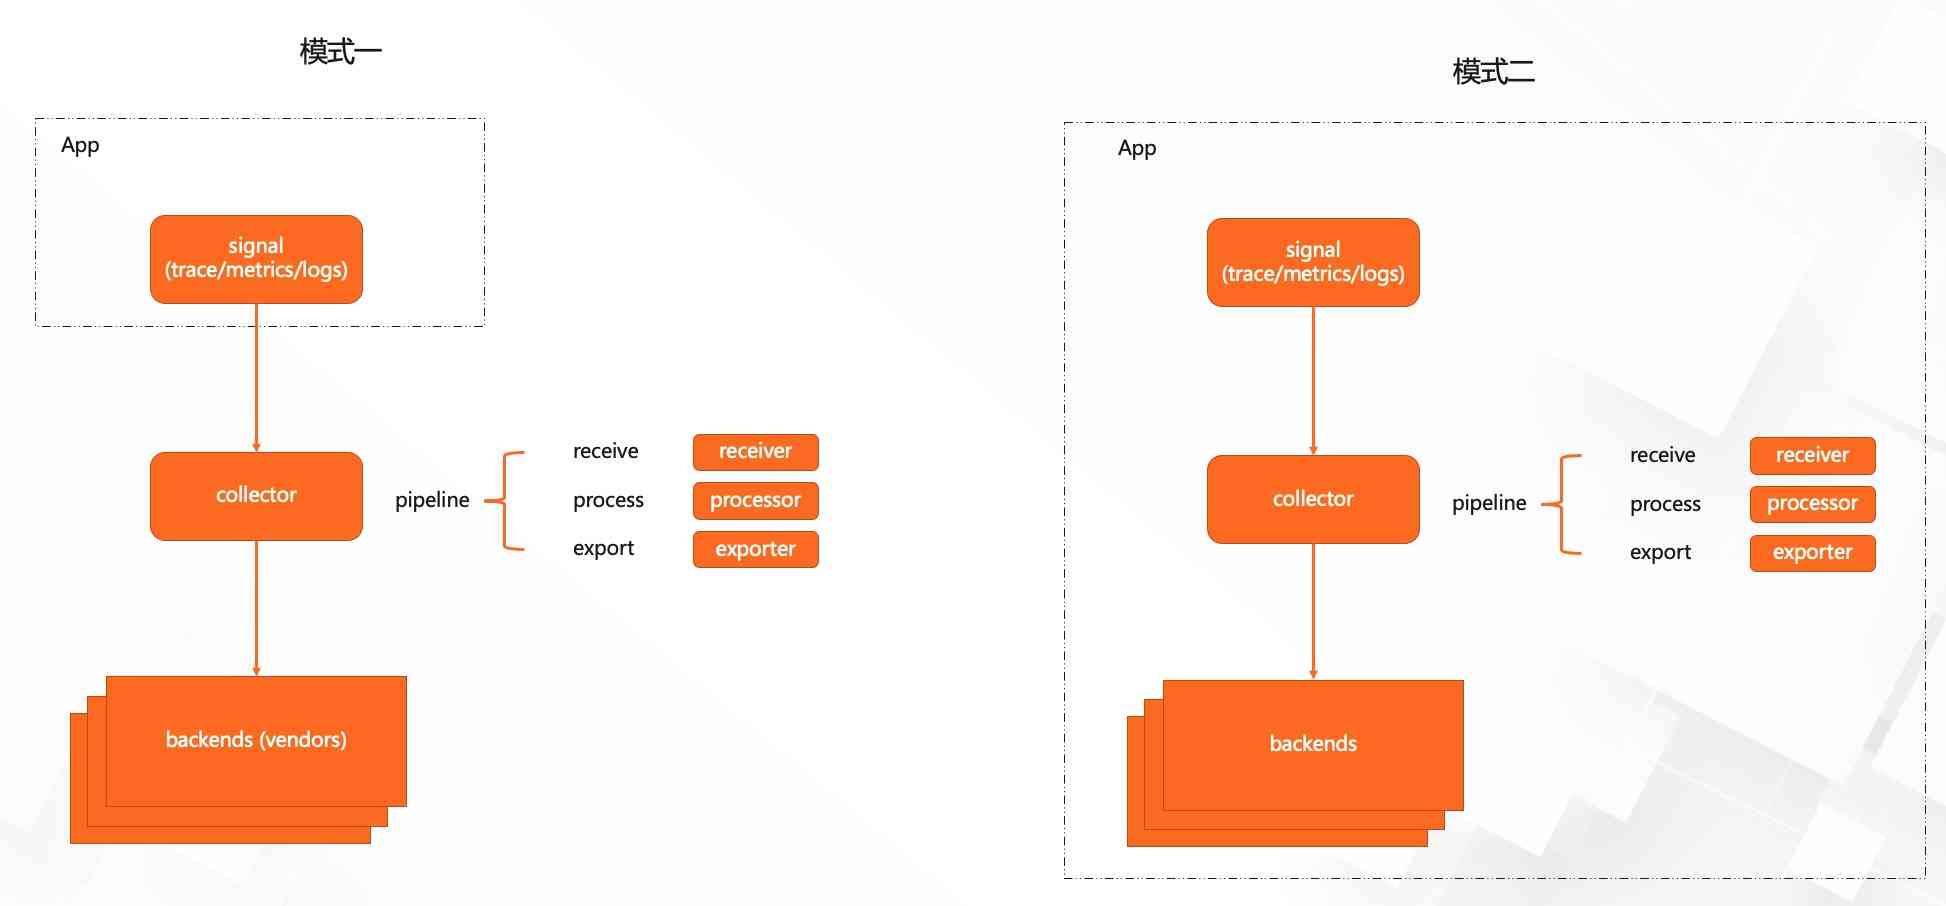 模式一
App
signal
(trace/metrics/logs)
collector
pipeline
receive
receiver
process
processor
export
exporter
backends (vendors)
模式二
App
signal
(trace/metrics/logs)
collector
pipeline
receive
receiver
process
processor
export
exporter
backends